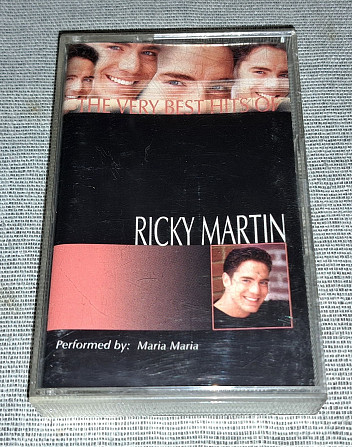 THE VERY BEST HITS OF
RICKY MARTIN
Performed by: Maria Maria